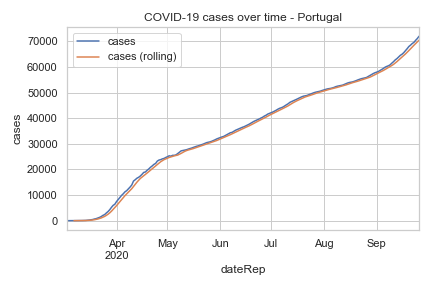 COVID-19 cases over time - Portugal
cases
cases (rolling)
70000
60000
50000
40000
30000
20000
10000
0
cases
Apr
2020
May
Jun
Jul
Aug
Sep
dateRep